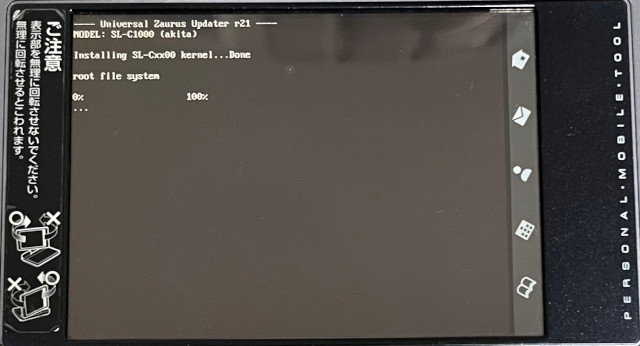 ---- Universal Zaurus Updater r21 ----
MODEL: SL-C1000 (akita)
Installing SL-Cxx00 kernel...Done
root file system
0% 100%
...
ご注意
表示部を無理に回転させないでください。
無理に回転させるとこわれます。
PERSONAL・MOBILE・TOOL